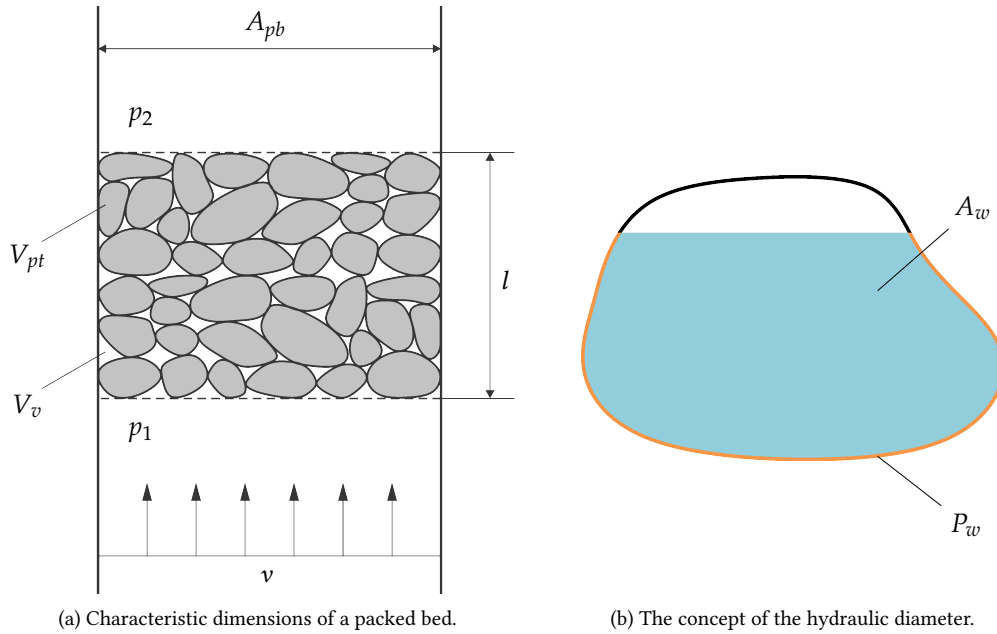 A_pb
p_2
V_pt
l
V_v
p_1
v
A_w
P_w
(a) Characteristic dimensions of a packed bed.
(b) The concept of the hydraulic diameter.